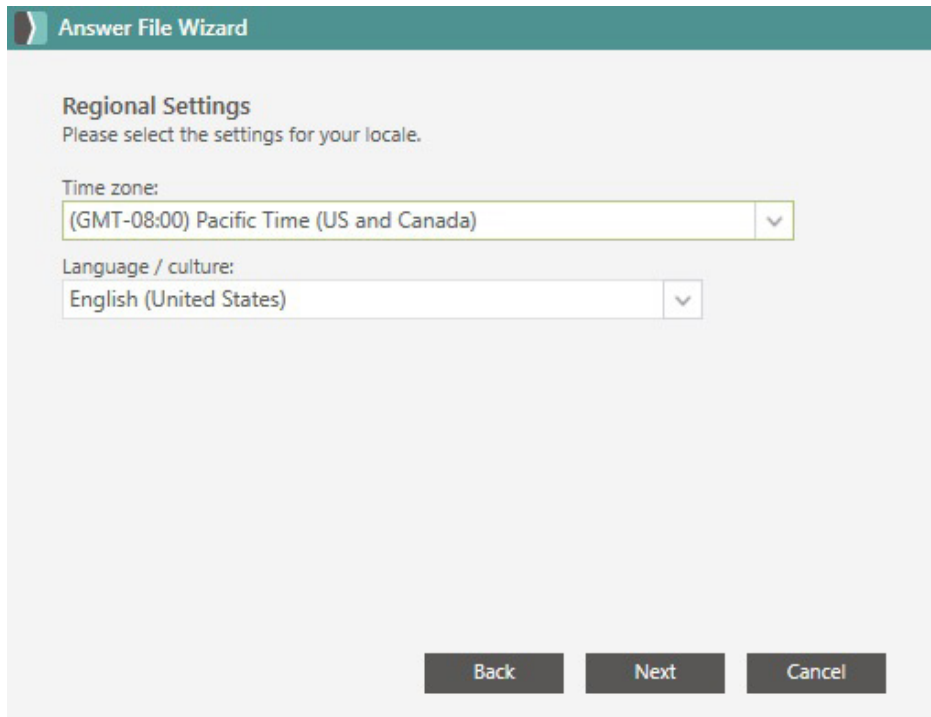 Answer File Wizard
Regional Settings
Please select the settings for your locale.
Time zone:
(GMT-08:00) Pacific Time (US and Canada)
Language / culture:
English (United States)
Back Next Cancel